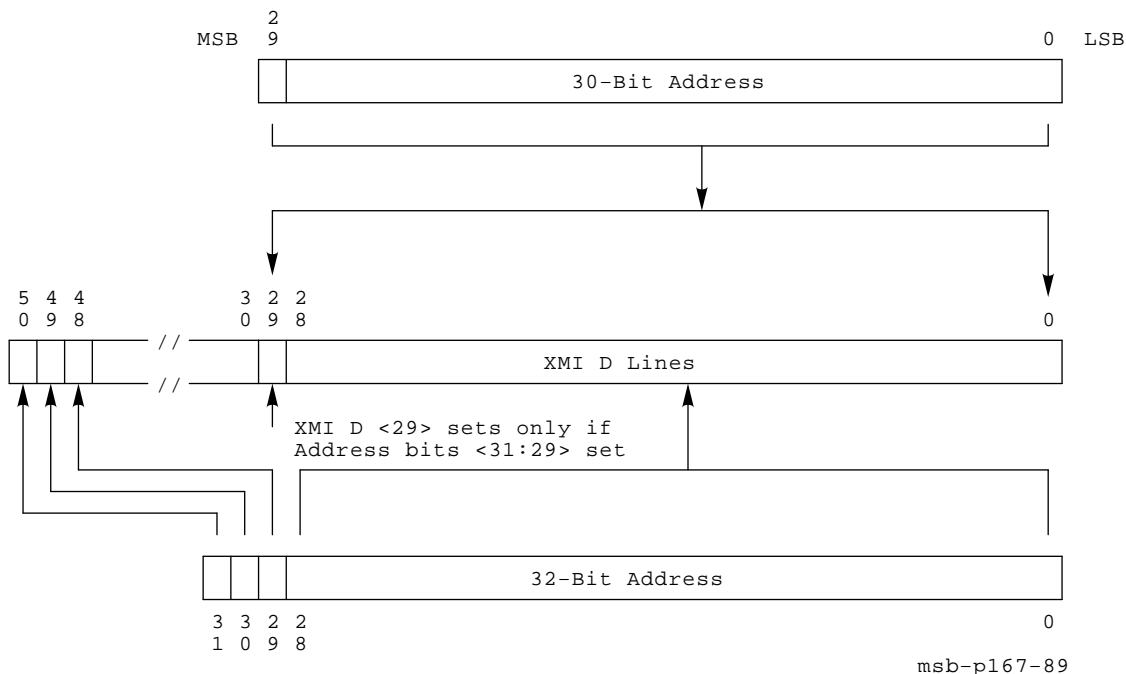 2
MSB 9 0 LSB
30-Bit Address
5 4 4 3 2 2
0 9 8 0 9 8 0
//
XMI D Lines
//
XMI D <29> sets only if
Address bits <31:29> set
32-Bit Address
3 3 2 2 0
1 0 9 8
msb-p167-89